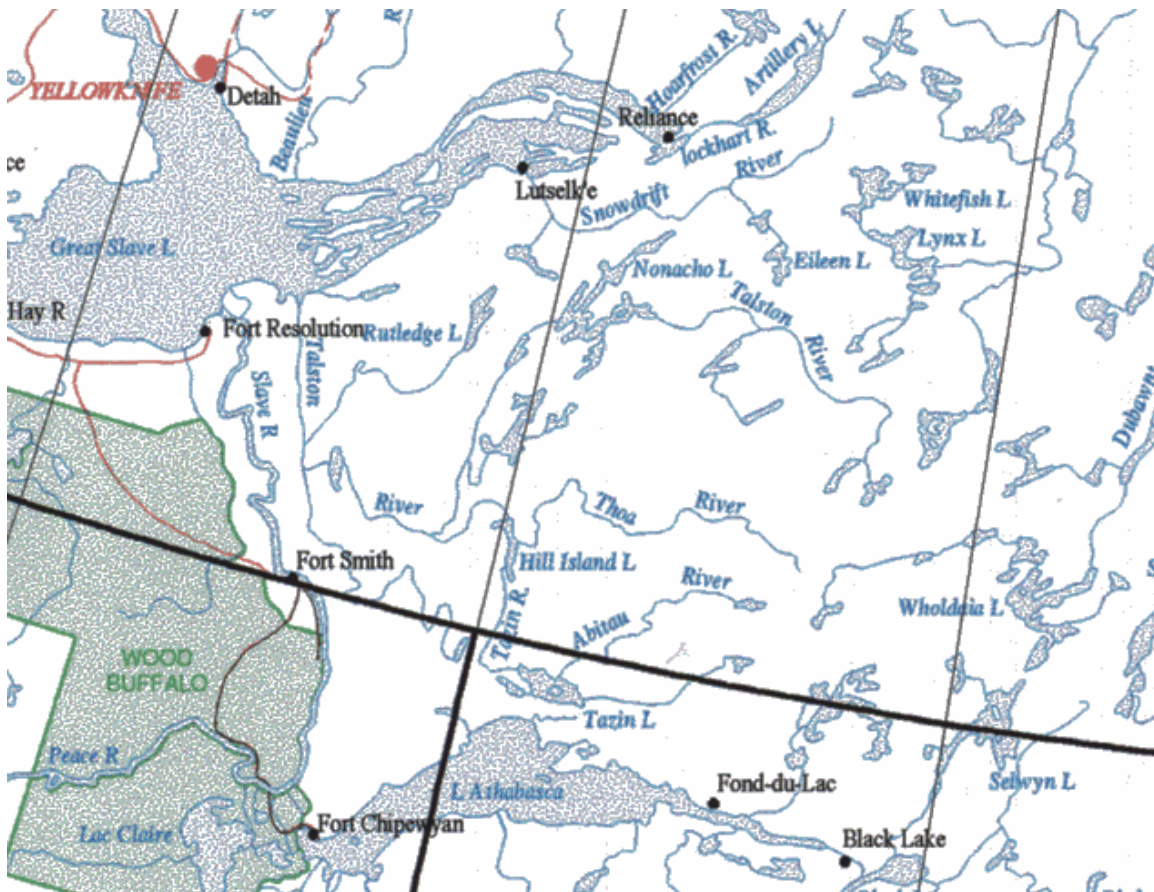 Hoarfrost R.
Artillery L
YELLOWKNIFE
Detah
Reliance
lockhart R.
River
ce
Lutselk'e
Snowdrift
Whitefish L
Lynx L
Great Slave L
Nonacho L
Eileen L
Hay R
Fort Resolution
Rutledge L
Talston
River
Talston
Slave R
Dubawnt
River
Thoa
River
Fort Smith
Hill Island L
River
Wholdaia L
S
Tazin R.
Abitau
WOOD
BUFFALO
Tazin L
Peace R
L Athabasca
Fond-du-Lac
Selwyn L
Lac Claire
Fort Chipewyan
Black Lake